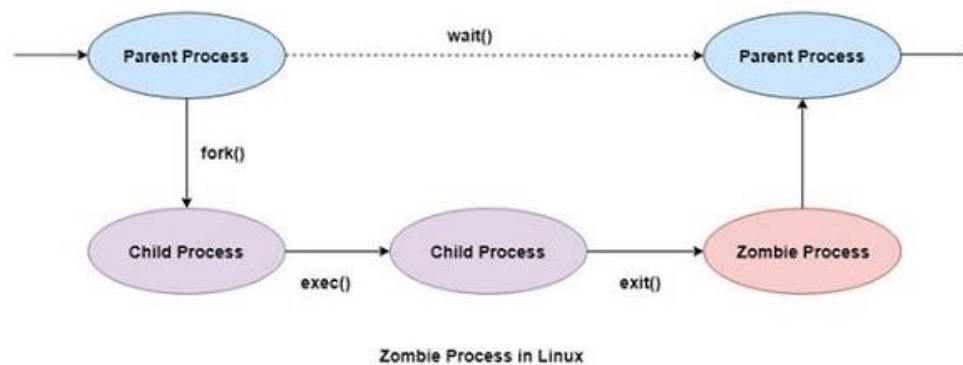 wait()
Parent Process
Parent Process
fork()
Child Process
Child Process
Zombie Process
exec()
exit()
Zombie Process in Linux